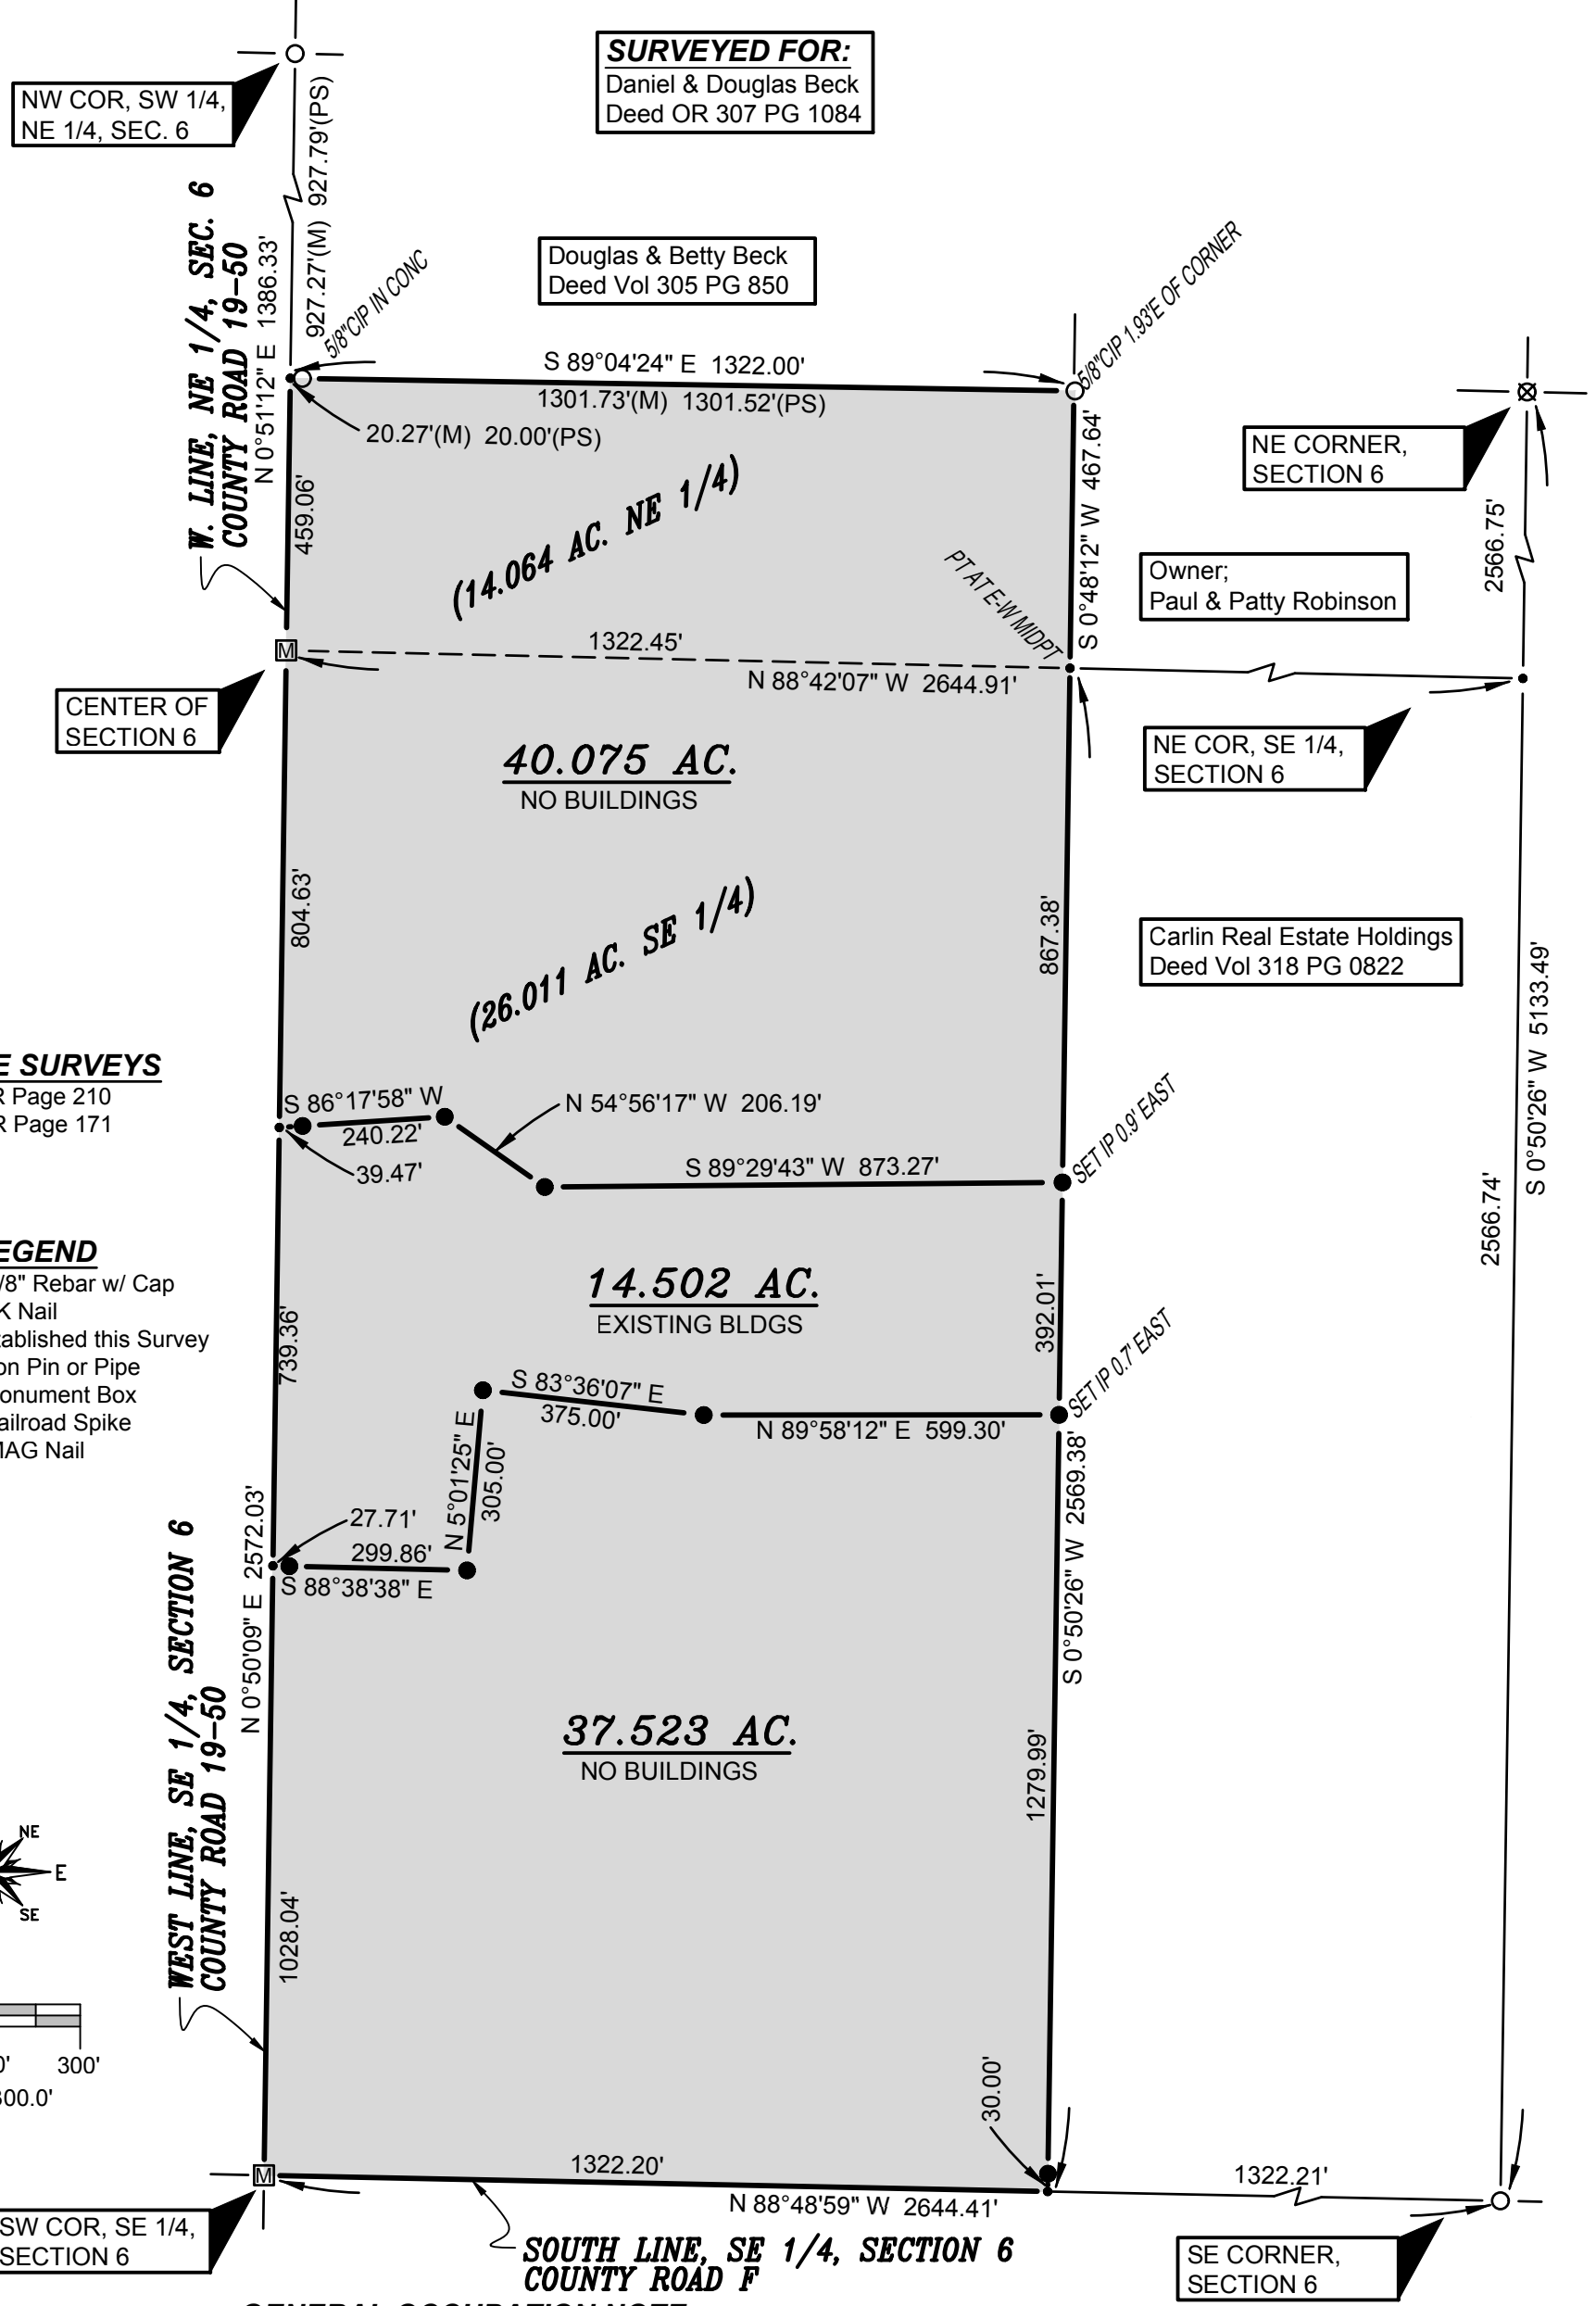 SURVEYED FOR:
Daniel & Douglas Beck
Deed OR 307 PG 1084
NW COR, SW 1/4,
NE 1/4, SEC. 6
927.27'(M) 927.79'(PS)
W. LINE, NE 1/4, SEC. 6
COUNTY ROAD 19-50
N 0°51'12" E 1386.33'
5/8"CIP IN CONC
Douglas & Betty Beck
Deed Vol 305 PG 850
5/8"CIP 1.93'E OF CORNER
S 89°04'24" E 1322.00'
1301.73'(M) 1301.52'(PS)
20.27'(M) 20.00'(PS)
NE CORNER,
SECTION 6
459.06'
(14.064 AC. NE 1/4)
S 0°48'12" W 467.64'
2566.75'
PT AT E-W MIDPT
Owner;
Paul & Patty Robinson
M
1322.45'
N 88°42'07" W 2644.91'
CENTER OF
SECTION 6
NE COR, SE 1/4,
SECTION 6
40.075 AC.
NO BUILDINGS
804.63'
867.38'
(26.011 AC. SE 1/4)
Carlin Real Estate Holdings
Deed Vol 318 PG 0822
S 0°50'26" W 5133.49'
E SURVEYS
R Page 210
R Page 171
S 86°17'58" W
240.22'
39.47'
N 54°56'17" W 206.19'
S 89°29'43" W 873.27'
SET IP 0.9' EAST
2566.74'
EGEND
/8" Rebar w/ Cap
K Nail
tablished this Survey
on Pin or Pipe
onument Box
ailroad Spike
MAG Nail
739.36'
14.502 AC.
EXISTING BLDGS
392.01'
SET IP 0.7' EAST
S 83°36'07" E
375.00'
N 89°58'12" E 599.30'
N 5°01'25" E
305.00'
27.71'
299.86'
S 88°38'38" E
N 0°50'09" E 2572.03'
S 0°50'26" W 2569.38'
WEST LINE, SE 1/4, SECTION 6
COUNTY ROAD 19-50
37.523 AC.
NO BUILDINGS
1279.99'
NE
E
SE
1028.04'
0'
300'
300.0'
30.00'
M
1322.20'
N 88°48'59" W 2644.41'
1322.21'
SW COR, SE 1/4,
SECTION 6
SOUTH LINE, SE 1/4, SECTION 6
COUNTY ROAD F
SE CORNER,
SECTION 6
GENERAL OCCUPATION NOTE